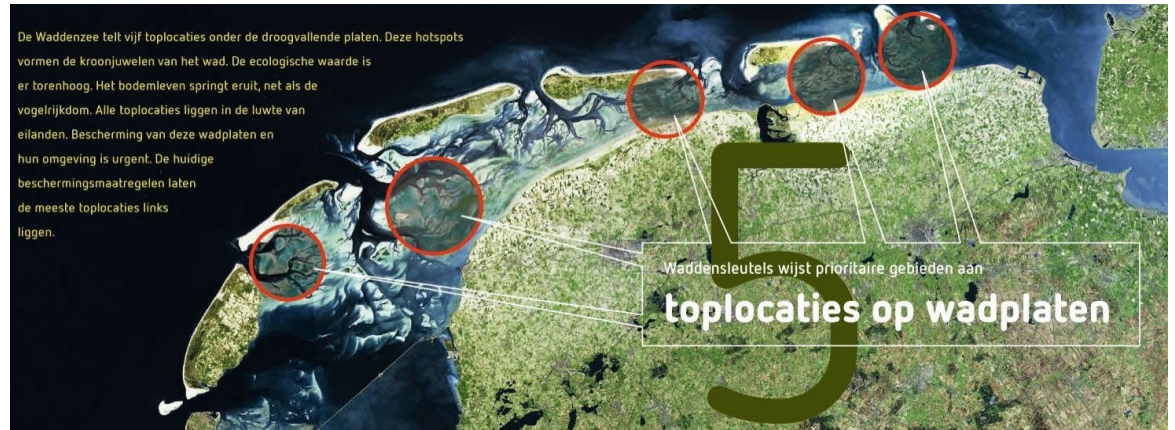 De Waddenzee telt vijf toplocaties onder de droogvallende platen. Deze hotspots
vormen de kroonjuwelen van het wad. De ecologische waarde is
er torenhoog. Het bodemleven springt eruit, net als de
vogelrijkdom. Alle toplocaties liggen in de luwte van
eilanden. Bescherming van deze wadplaten en
hun omgeving is urgent. De huidige
beschermingsmaatregelen laten
de meeste toplocaties links
liggen.
5
Waddensleutels wijst prioritaire gebieden aan
toplocaties op wadplaten